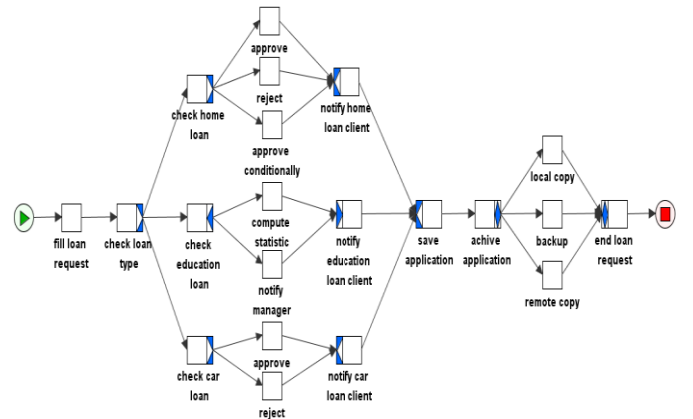 approve
reject
check home
loan
approve
conditionally
notify home
loan client
fill loan
request
check loan
type
check
education
loan
compute
statistic
notify
manager
notify
education
loan client
save
application
achive
application
local copy
backup
remote copy
end loan
request
check car
loan
approve
reject
notify car
loan client